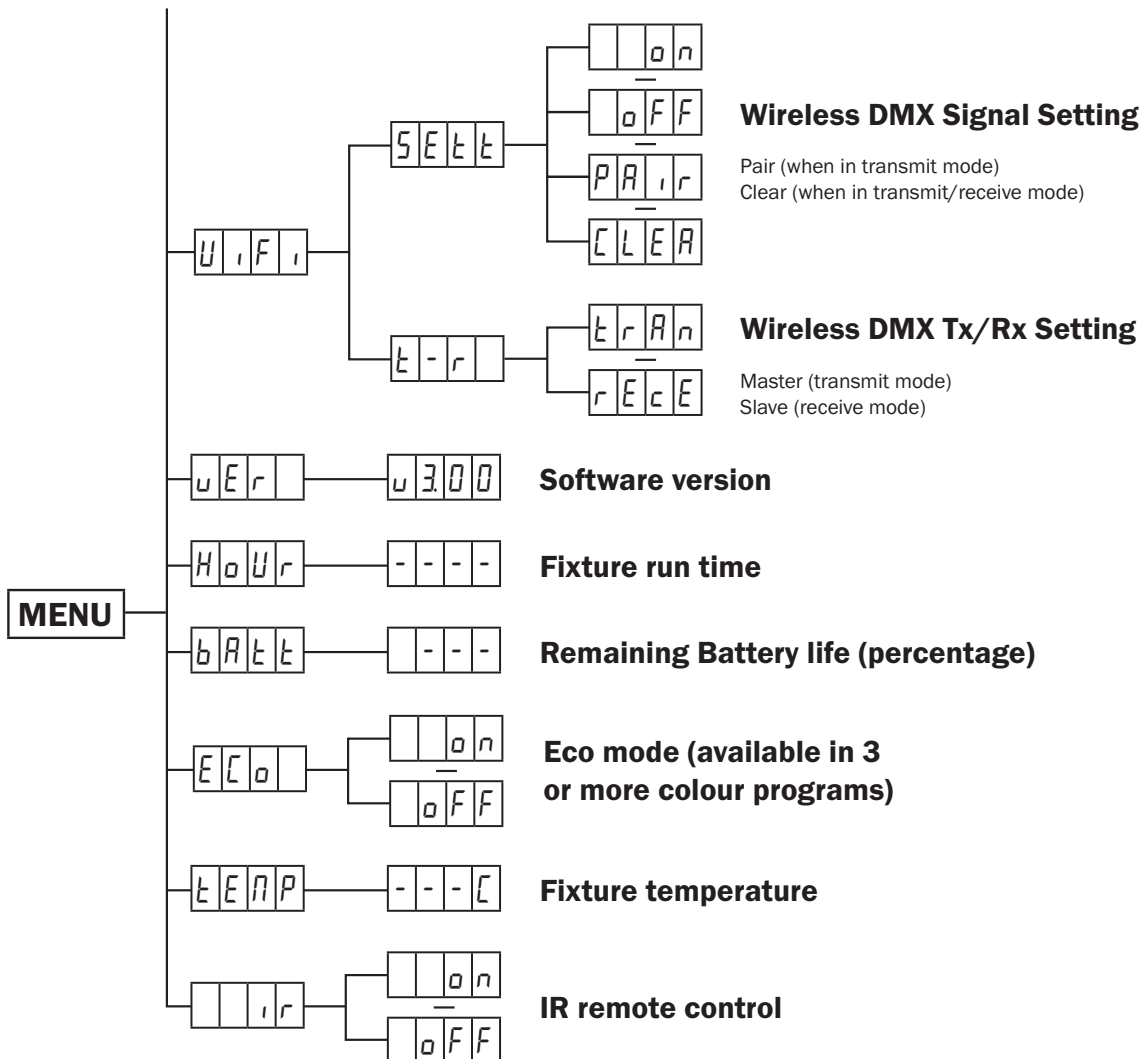 on
oFF
Wireless DMX Signal Setting
SEtt
PAir
Pair (when in transmit mode)
Clear (when in transmit/receive mode)
CLEA
UiFi
trAn
Wireless DMX Tx/Rx Setting
t-r
rEcE
Master (transmit mode)
Slave (receive mode)
vEr
v3.00
Software version
HoUr
----
Fixture run time
MENU
bAtt
---
Remaining Battery life (percentage)
on
ECo
Eco mode (available in 3
or more colour programs)
oFF
tEMP
---C
Fixture temperature
on
ir
IR remote control
oFF